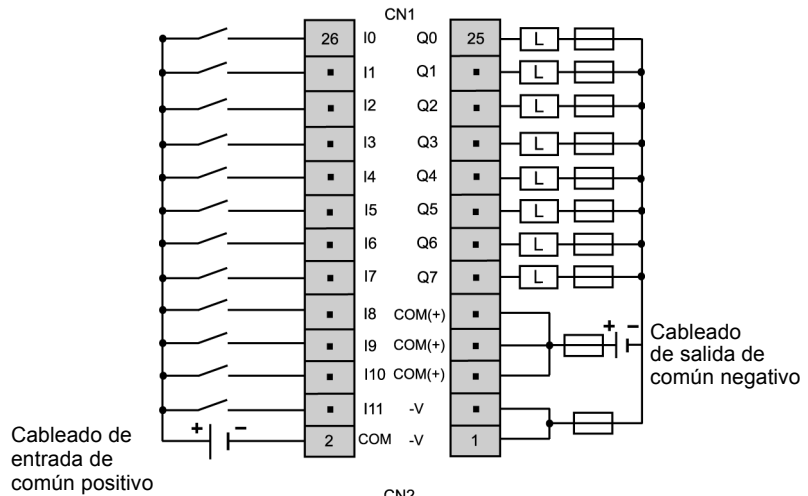 CN1
26 I0 Q0 25 L
I1 Q1 L
I2 Q2 L
I3 Q3 L
I4 Q4 L
I5 Q5 L
I6 Q6 L
I7 Q7 L
I8 COM(+)
I9 COM(+)
I10 COM(+)
I11 -V
2 COM -V 1
+ −
Cableado
de salida de
común negativo
+ −
Cableado de
entrada de
común positivo
CN2